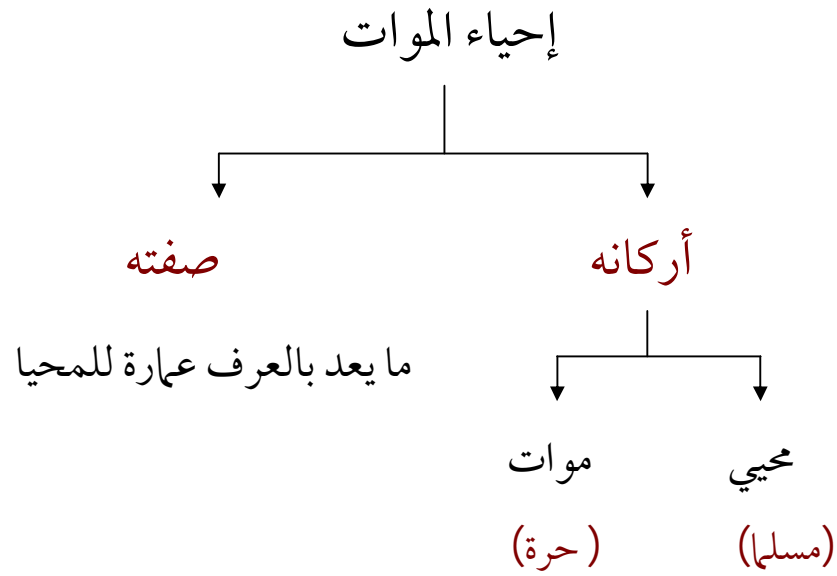 إحياء الموات
أركانه
صفته
ما يعد بالعرف عمارة للمحيا
محيي
موات
(مسلما)
(حرة)